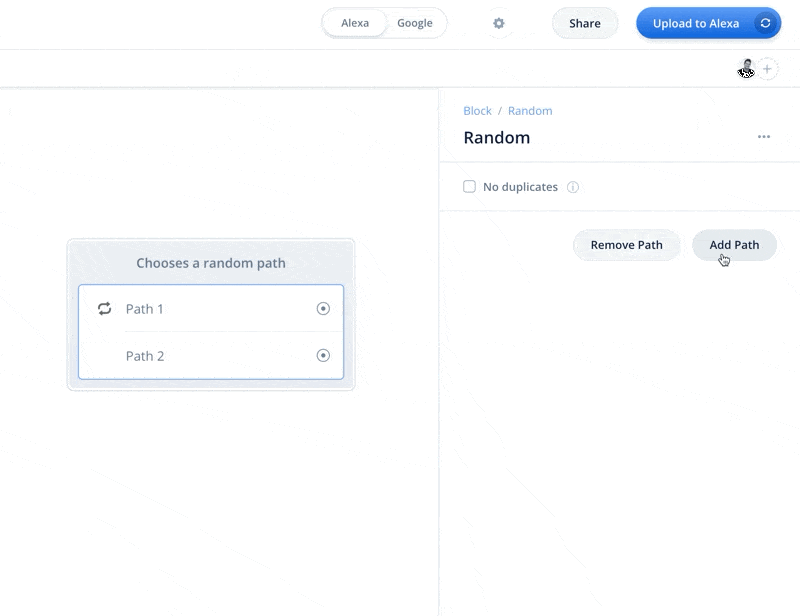 Alexa Google Share Upload to Alexa
Block / Random
Random
No duplicates
Remove Path Add Path
Chooses a random path
Path 1
Path 2